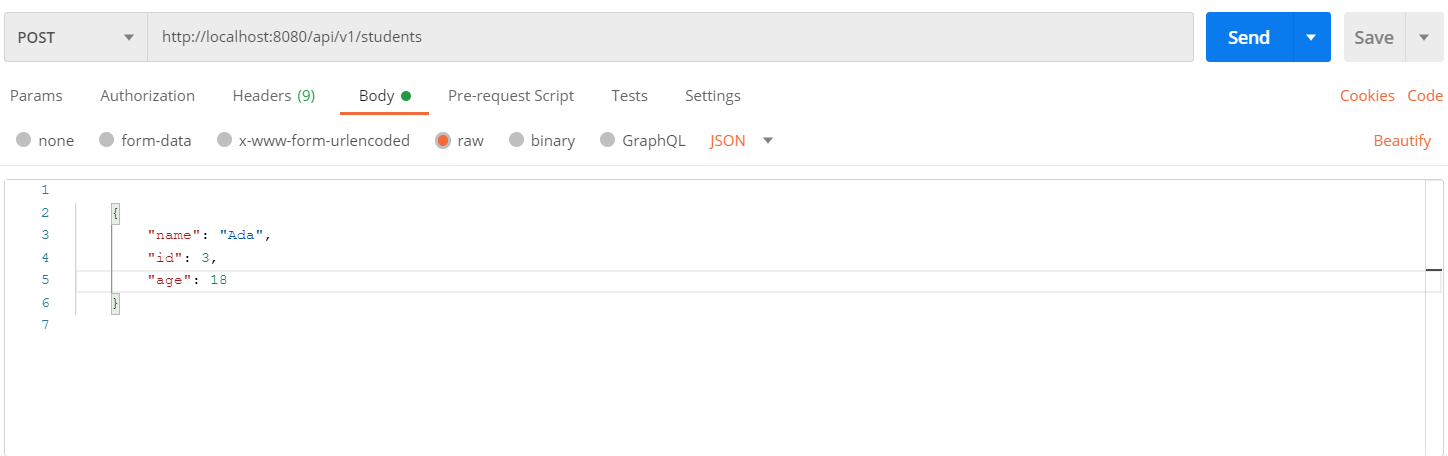 POST http://localhost:8080/api/v1/students Send Save
Params Authorization Headers (9) Body Pre-request Script Tests Settings Cookies Code
none form-data x-www-form-urlencoded raw binary GraphQL JSON Beautify
1
2 {
3 "name": "Ada",
4 "id": 3,
5 "age": 18
6 }
7